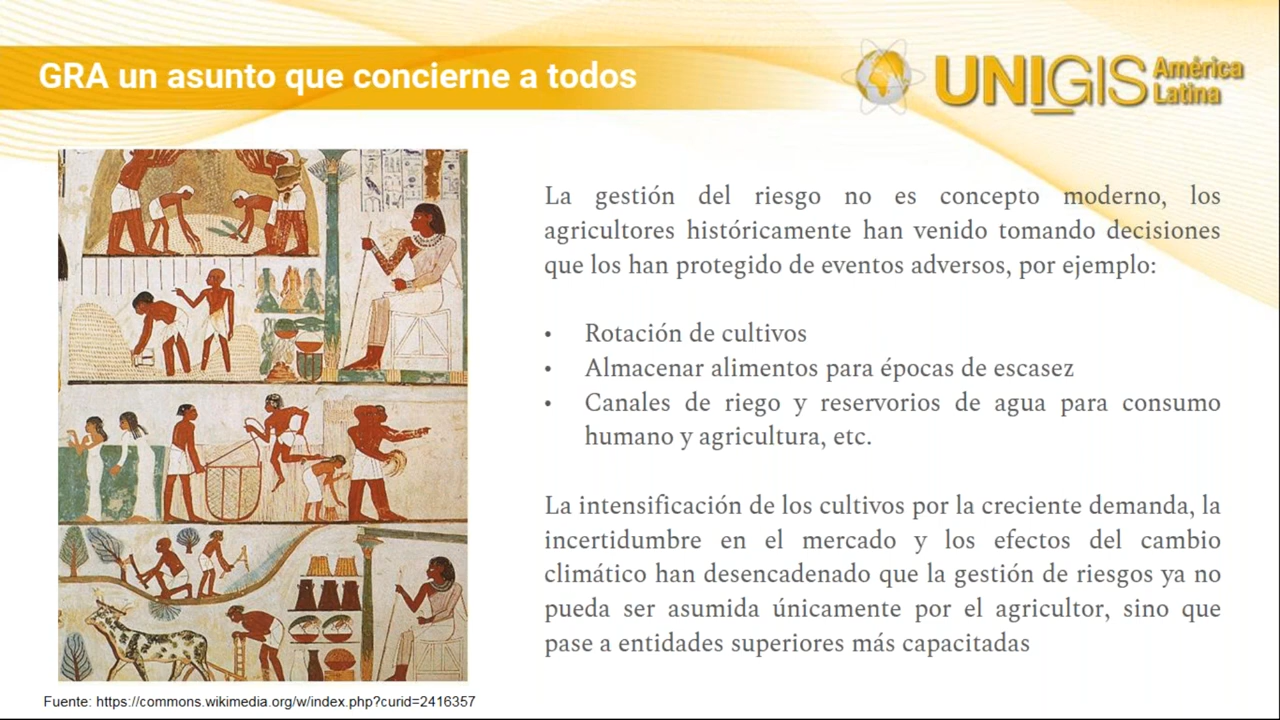 GRA un asunto que concierne a todos
UNIGIS América
Latina
La gestión del riesgo no es concepto moderno, los
agricultores históricamente han venido tomando decisiones
que los han protegido de eventos adversos, por ejemplo:
• Rotación de cultivos
• Almacenar alimentos para épocas de escasez
• Canales de riego y reservorios de agua para consumo
humano y agricultura, etc.
La intensificación de los cultivos por la creciente demanda, la
incertidumbre en el mercado y los efectos del cambio
climático han desencadenado que la gestión de riesgos ya no
pueda ser asumida únicamente por el agricultor, sino que
pase a entidades superiores más capacitadas
Fuente: https://commons.wikimedia.org/w/index.php?curid=2416357